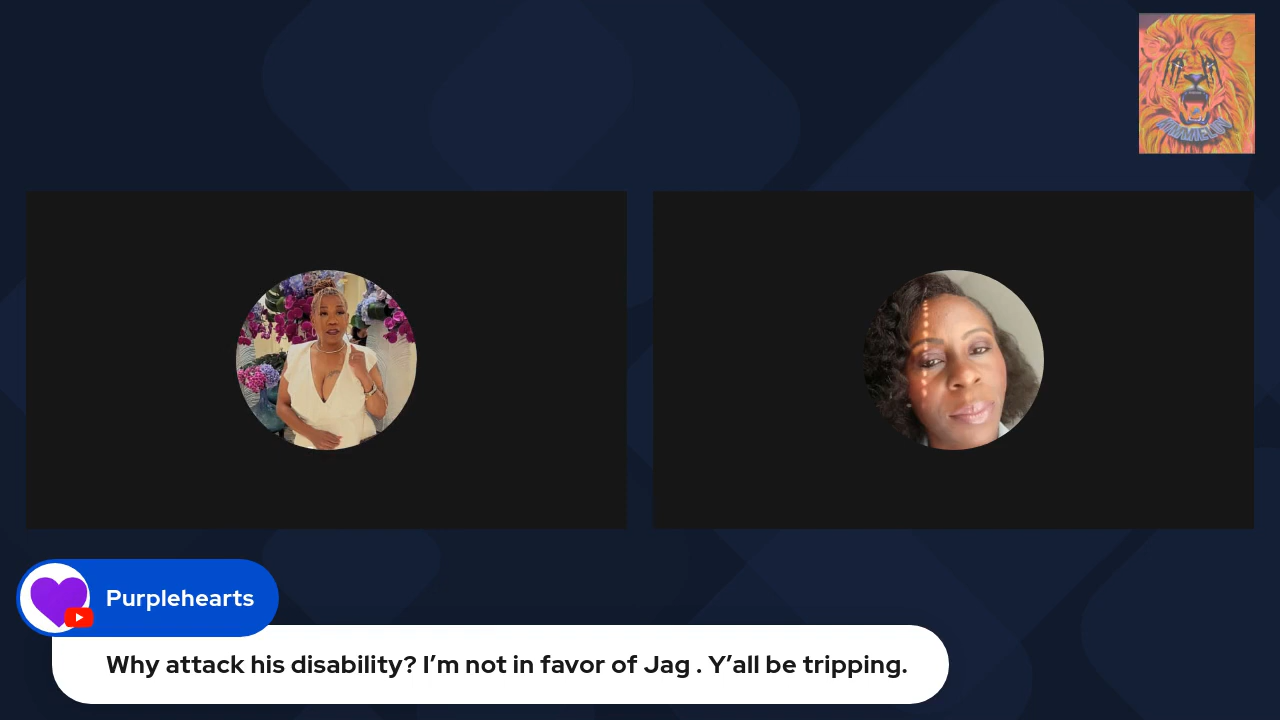 Purplehearts
Why attack his disability? I’m not in favor of Jag . Y’all be tripping.